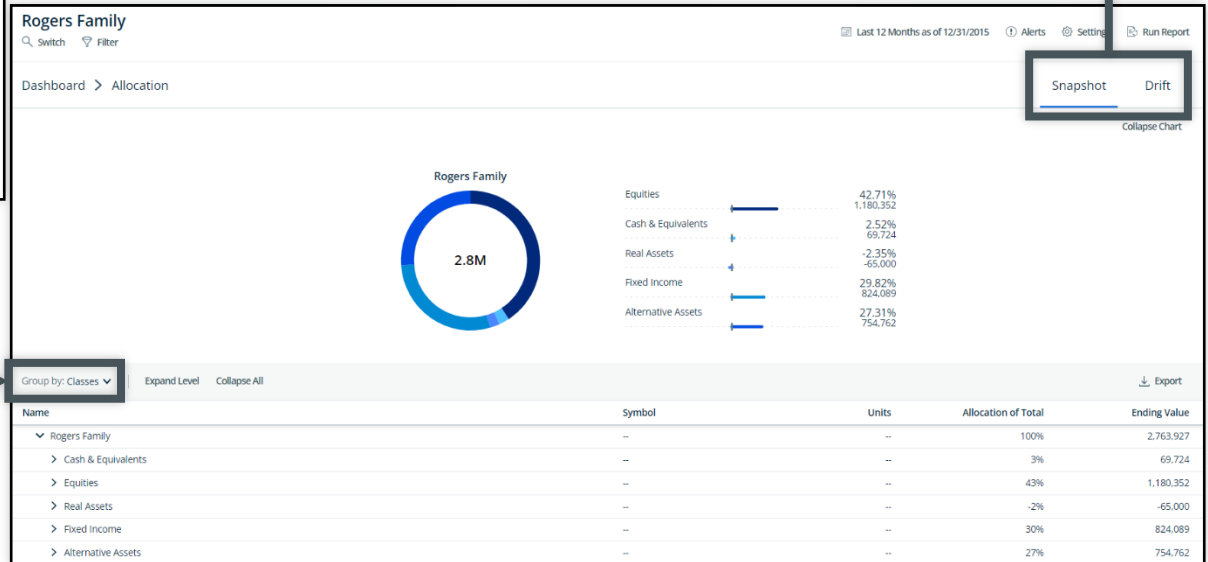 Rogers Family
Switch Filter
Last 12 Months as of 12/31/2015 Alerts Setting Run Report
Dashboard > Allocation
Snapshot Drift
Collapse Chart
Rogers Family
2.8M
Equities 42.71%
1,180,352
Cash & Equivalents 2.52%
69,724
Real Assets -2.35%
-65,000
Fixed Income 29.82%
824,089
Alternative Assets 27.31%
754,762
Group by: Classes Expand Level Collapse All Export
Name Symbol Units Allocation of Total Ending Value
Rogers Family -- -- 100% 2,763,927
Cash & Equivalents -- -- 3% 69,724
Equities -- -- 43% 1,180,352
Real Assets -- -- -2% -65,000
Fixed Income -- -- 30% 824,089
Alternative Assets -- -- 27% 754,762